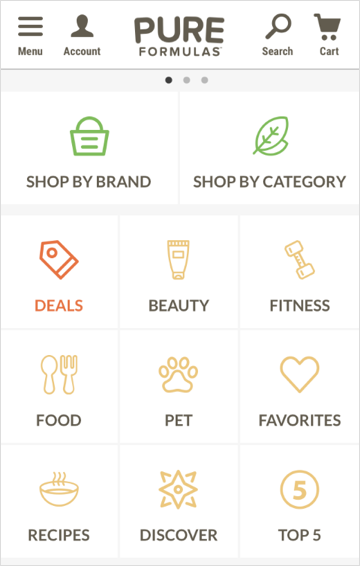 PURE
FORMULAS
Menu
Account
Search
Cart
SHOP BY BRAND
SHOP BY CATEGORY
DEALS
BEAUTY
FITNESS
FOOD
PET
FAVORITES
RECIPES
DISCOVER
5
TOP 5